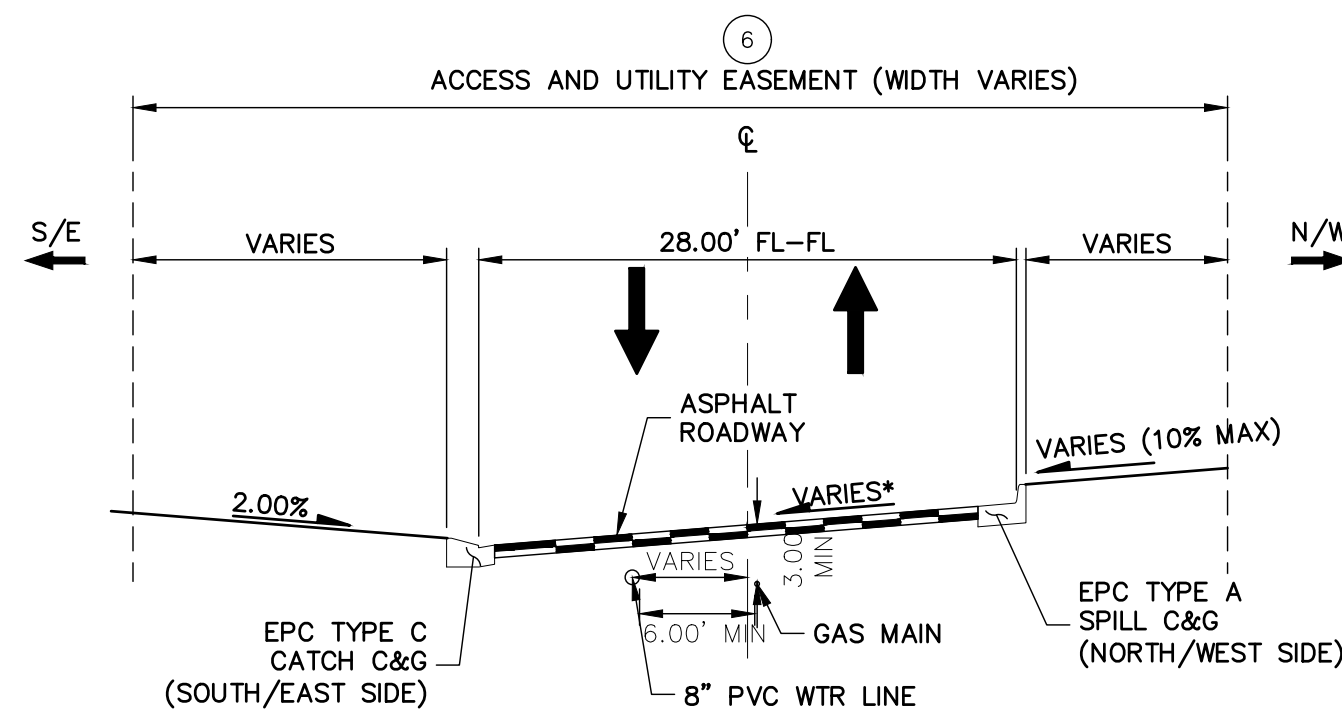 6
ACCESS AND UTILITY EASEMENT (WIDTH VARIES)
℄
S/E
VARIES
28.00' FL-FL
VARIES
N/W
ASPHALT
ROADWAY
VARIES (10% MAX)
2.00%
VARIES*
VARIES
3.00
MIN
6.00' MIN
GAS MAIN
EPC TYPE C
CATCH C&G
(SOUTH/EAST SIDE)
8" PVC WTR LINE
EPC TYPE A
SPILL C&G
(NORTH/WEST SIDE)